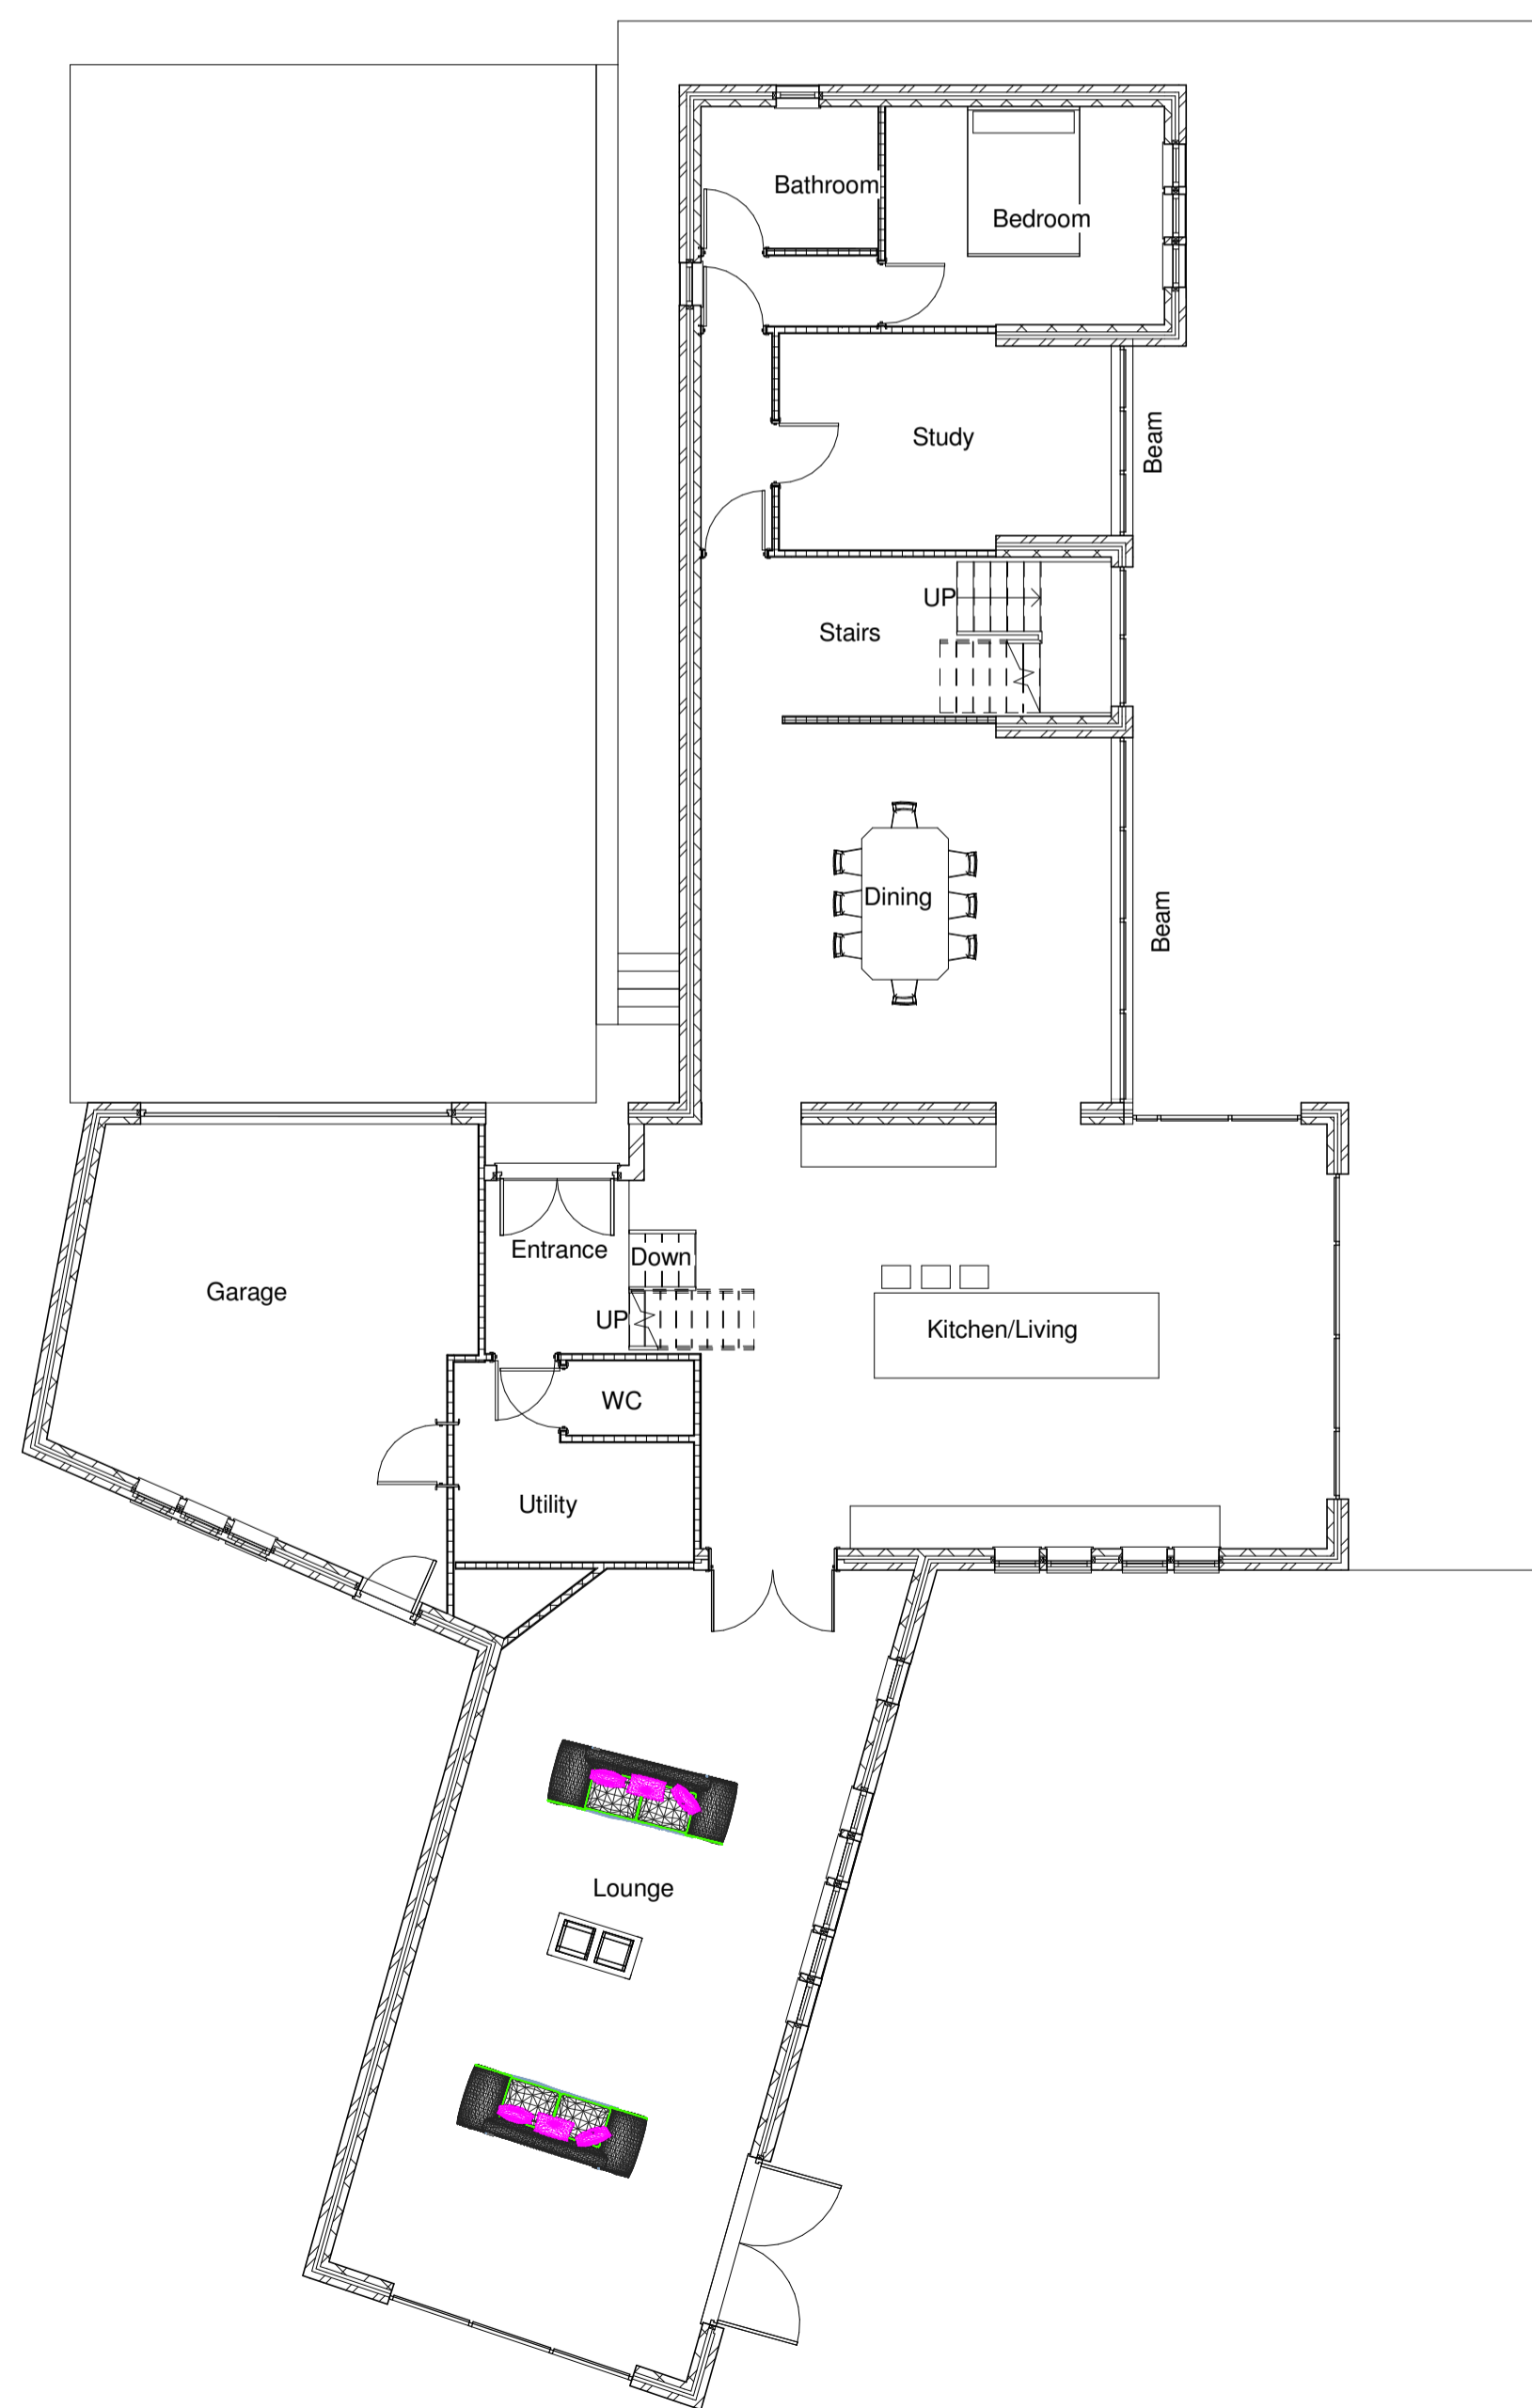 Bathroom
Bedroom
Study
Beam
UP
Stairs
Dining
Beam
Entrance
Down
Garage
UP
Kitchen/Living
WC
Utility
Lounge